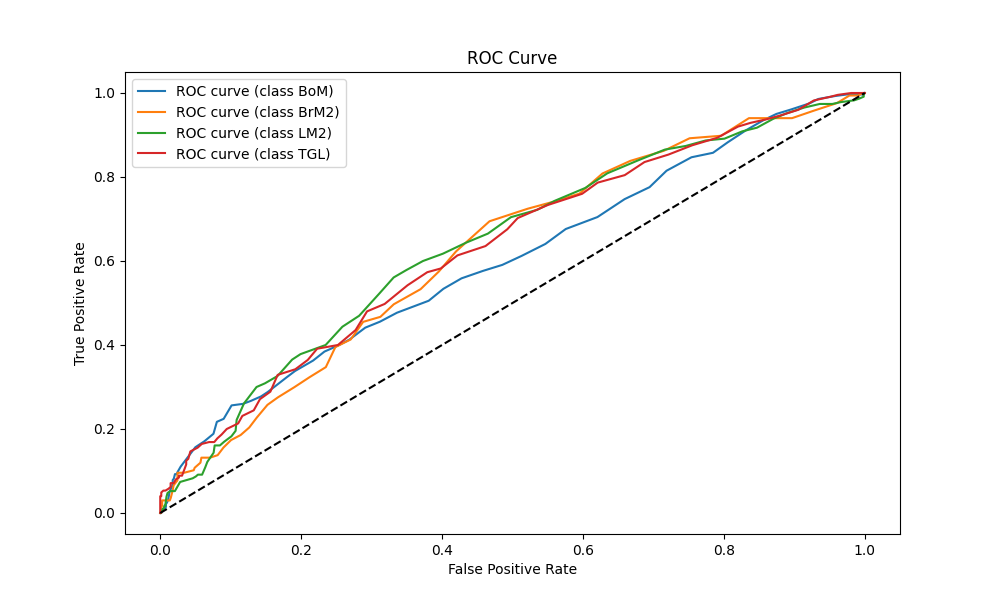 ROC Curve
ROC curve (class BoM)
ROC curve (class BrM2)
ROC curve (class LM2)
ROC curve (class TGL)
True Positive Rate
1.0
0.8
0.6
0.4
0.2
0.0
0.0 0.2 0.4 0.6 0.8 1.0
False Positive Rate